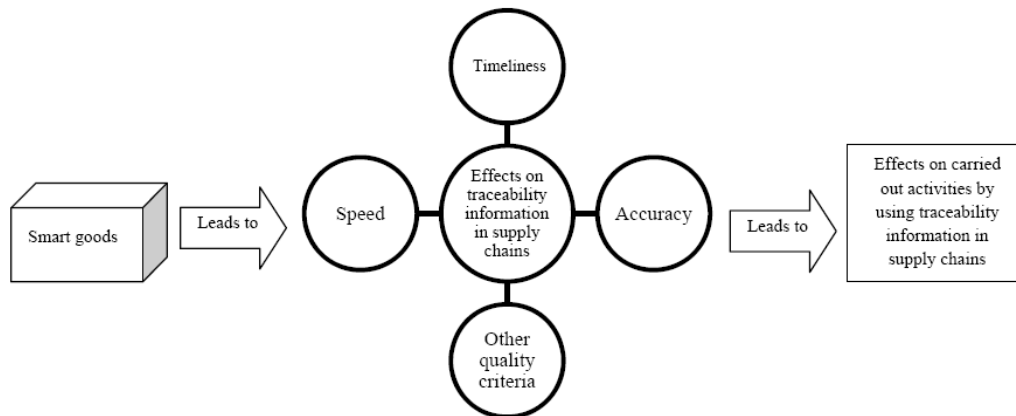 Smart goods
Leads to
Timeliness
Speed
Effects on
traceability
information
in supply
chains
Accuracy
Other
quality
criteria
Leads to
Effects on carried
out activities by
using traceability
information in
supply chains